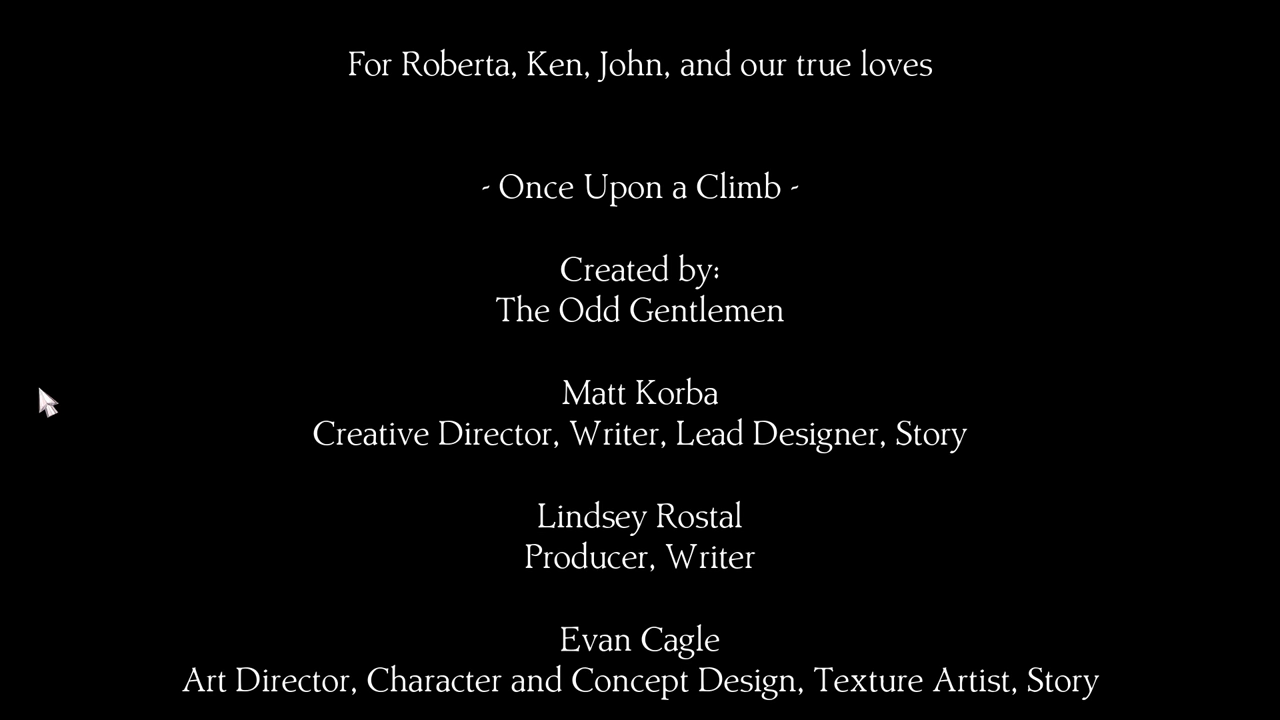 For Roberta, Ken, John, and our true loves
- Once Upon a Climb -
Created by:
The Odd Gentlemen
Matt Korba
Creative Director, Writer, Lead Designer, Story
Lindsey Rostal
Producer, Writer
Evan Cagle
Art Director, Character and Concept Design, Texture Artist, Story